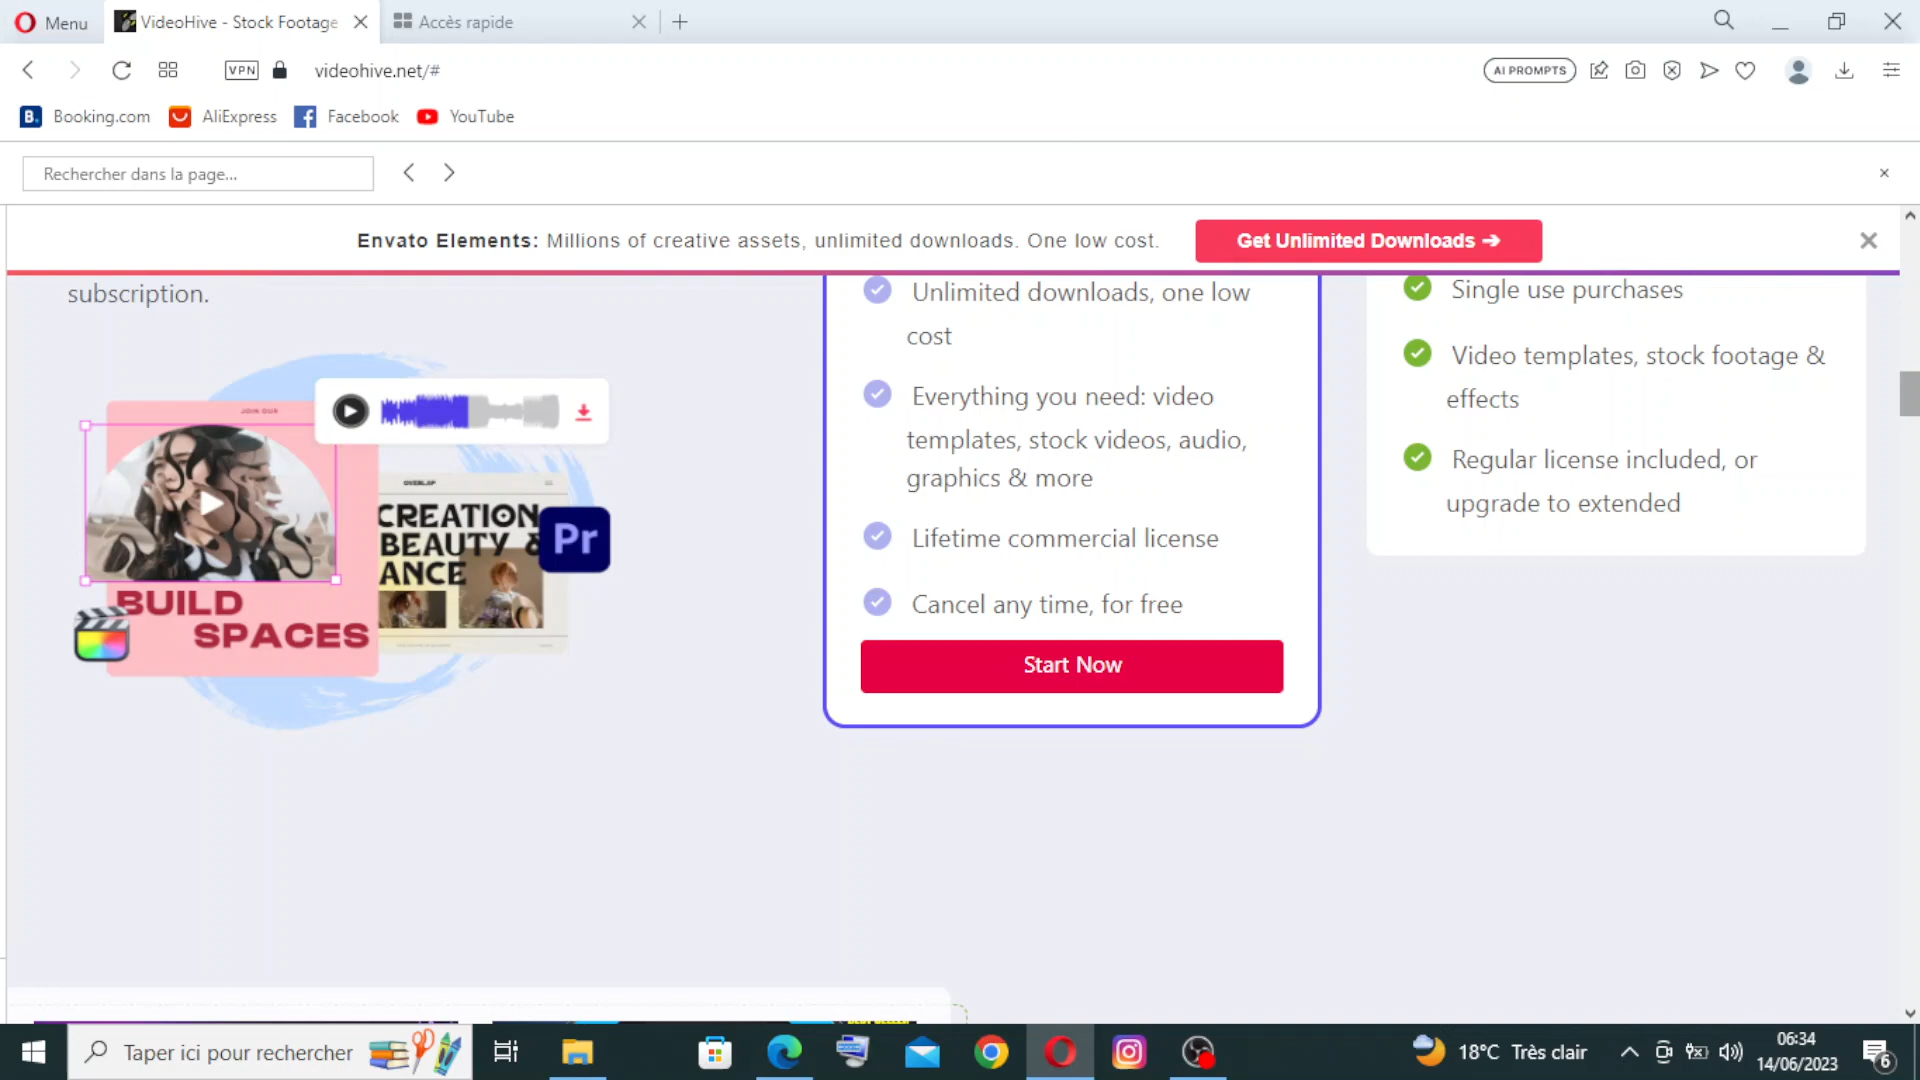 Menu
VideoHive - Stock Footage
Accès rapide
VPN
videohive.net/#
AI PROMPTS
B. Booking.com
AliExpress
Facebook
YouTube
Rechercher dans la page...
Envato Elements: Millions of creative assets, unlimited downloads. One low cost.
Get Unlimited Downloads ➔
subscription.
JOIN OUR
BUILD
SPACES
OVERLAP
CREATION
BEAUTY &
ANCE
Pr
Unlimited downloads, one low
cost
Everything you need: video
templates, stock videos, audio,
graphics & more
Lifetime commercial license
Cancel any time, for free
Start Now
Single use purchases
Video templates, stock footage &
effects
Regular license included, or
upgrade to extended
Taper ici pour rechercher
18°C Très clair
06:34
14/06/2023
6